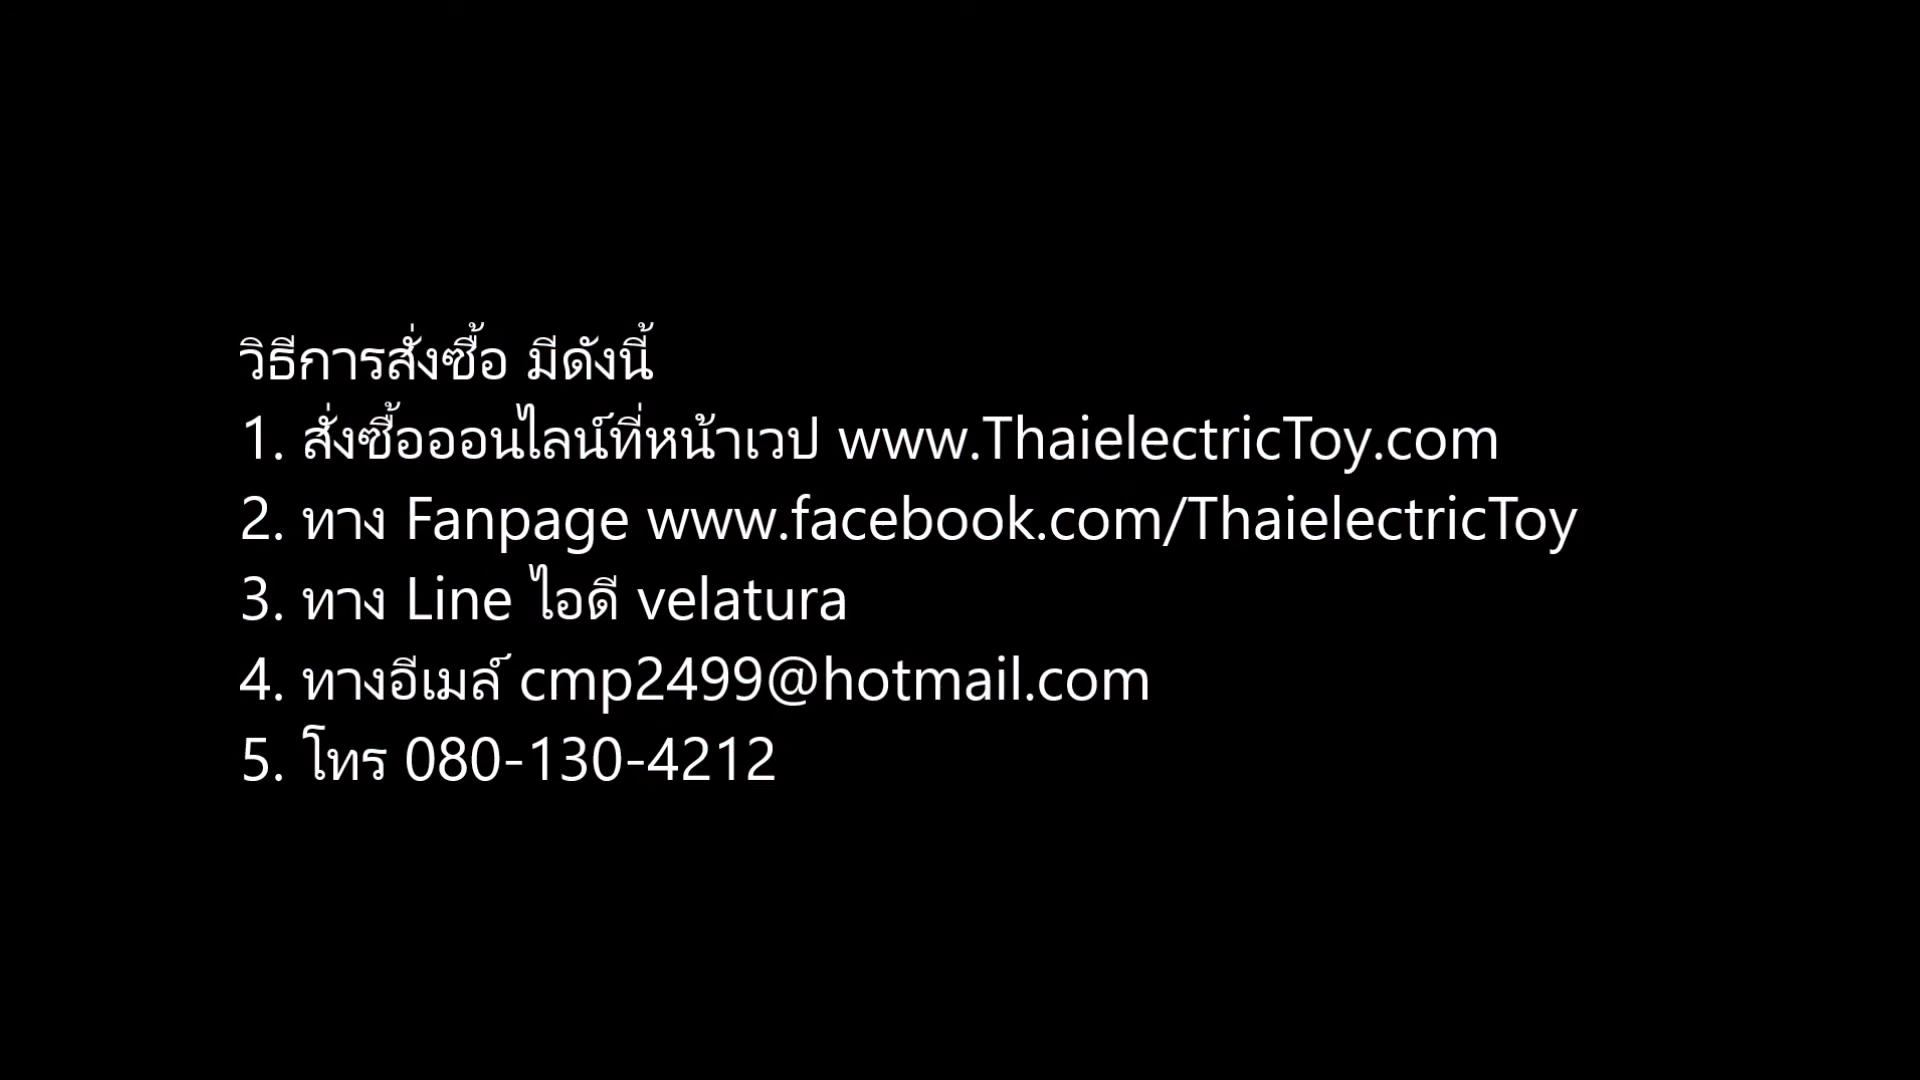 วิธีการสั่งซื้อ มีดังนี้
1. สั่งซื้อออนไลน์ที่หน้าเวป www.ThaielectricToy.com
2. ทาง Fanpage www.facebook.com/ThaielectricToy
3. ทาง Line ไอดี velatura
4. ทางอีเมล์ cmp2499@hotmail.com
5. โทร 080-130-4212